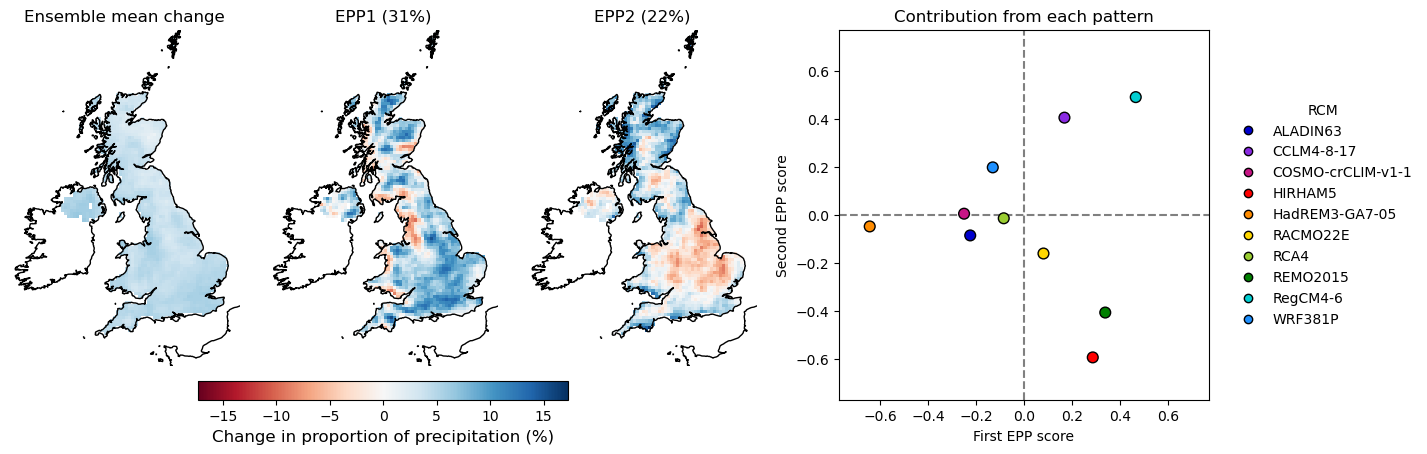 Ensemble mean change
EPP1 (31%)
EPP2 (22%)
−15 −10 −5 0 5 10 15
Change in proportion of precipitation (%)
Contribution from each pattern
Second EPP score
0.6
0.4
0.2
0.0
−0.2
−0.4
−0.6
−0.6 −0.4 −0.2 0.0 0.2 0.4 0.6
First EPP score
RCM
ALADIN63
CCLM4-8-17
COSMO-crCLIM-v1-1
HIRHAM5
HadREM3-GA7-05
RACMO22E
RCA4
REMO2015
RegCM4-6
WRF381P